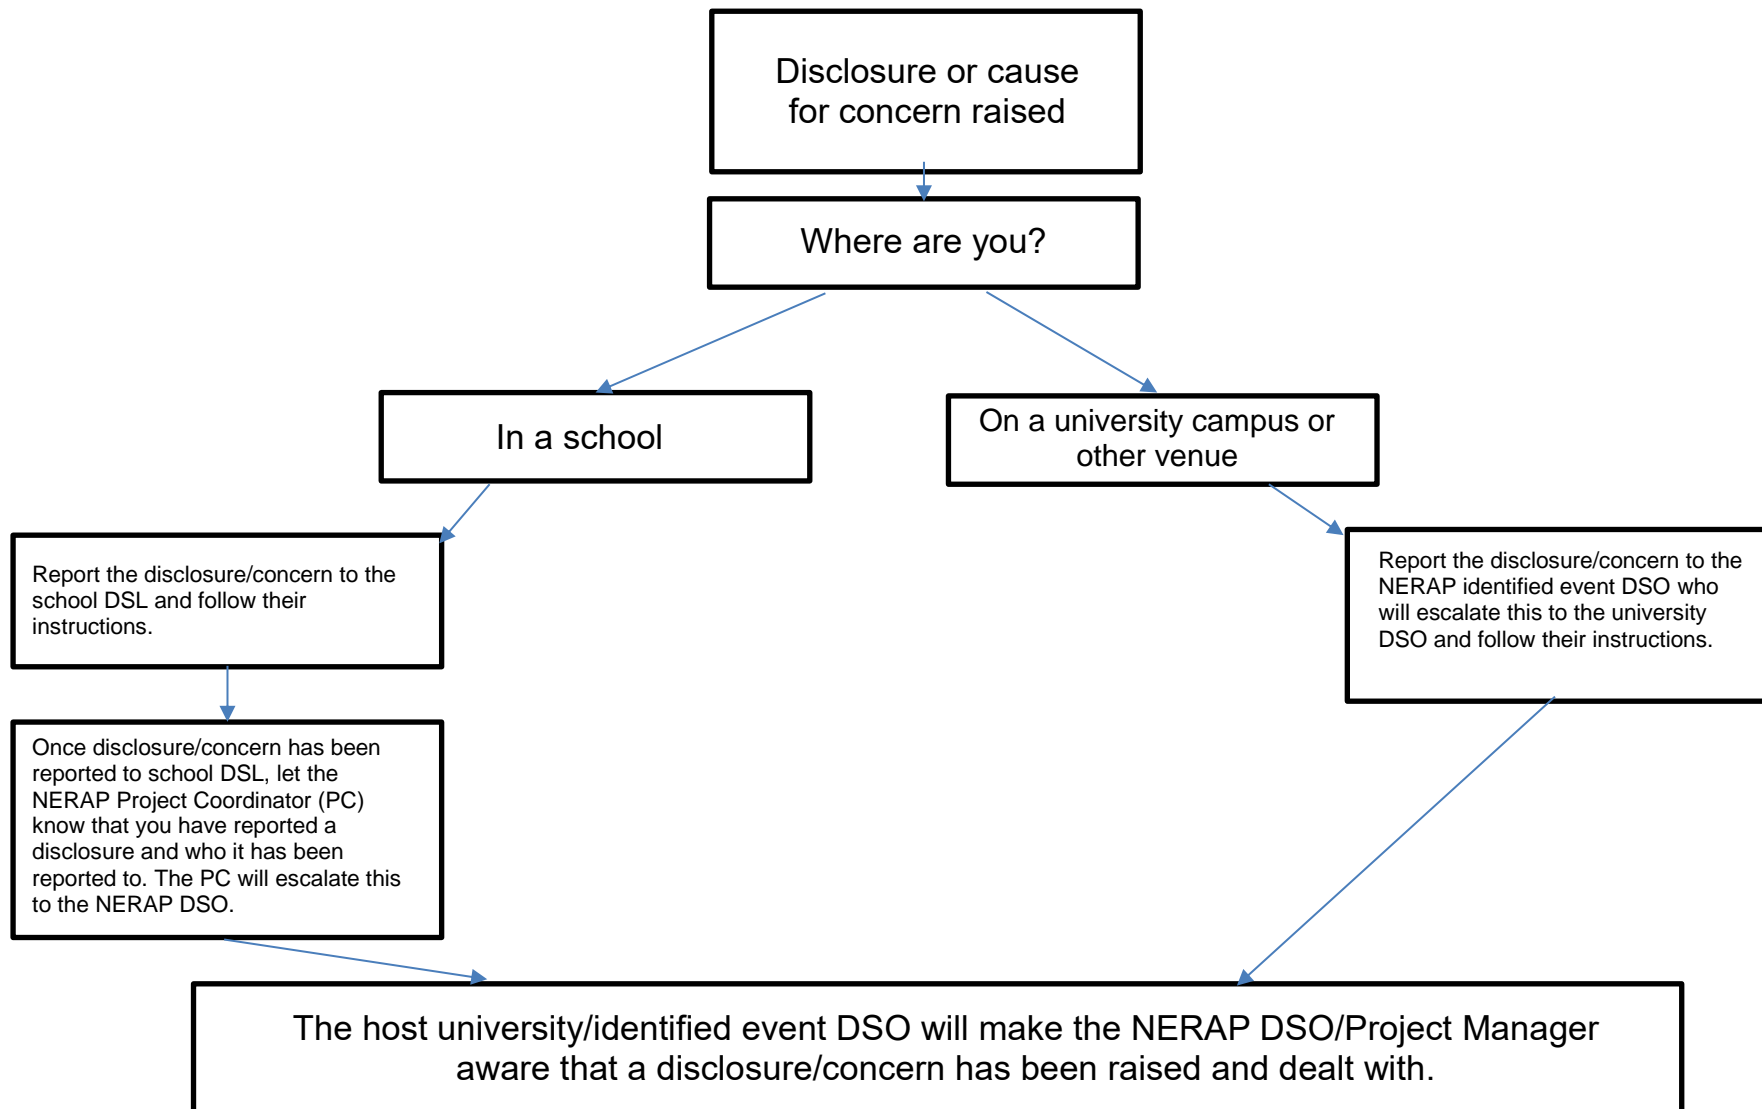 Disclosure or cause
for concern raised
Where are you?
In a school
On a university campus or
other venue
Report the disclosure/concern to the
school DSL and follow their
instructions.
Report the disclosure/concern to the
NERAP identified event DSO who
will escalate this to the university
DSO and follow their instructions.
Once disclosure/concern has been
reported to school DSL, let the
NERAP Project Coordinator (PC)
know that you have reported a
disclosure and who it has been
reported to. The PC will escalate this
to the NERAP DSO.
The host university/identified event DSO will make the NERAP DSO/Project Manager
aware that a disclosure/concern has been raised and dealt with.